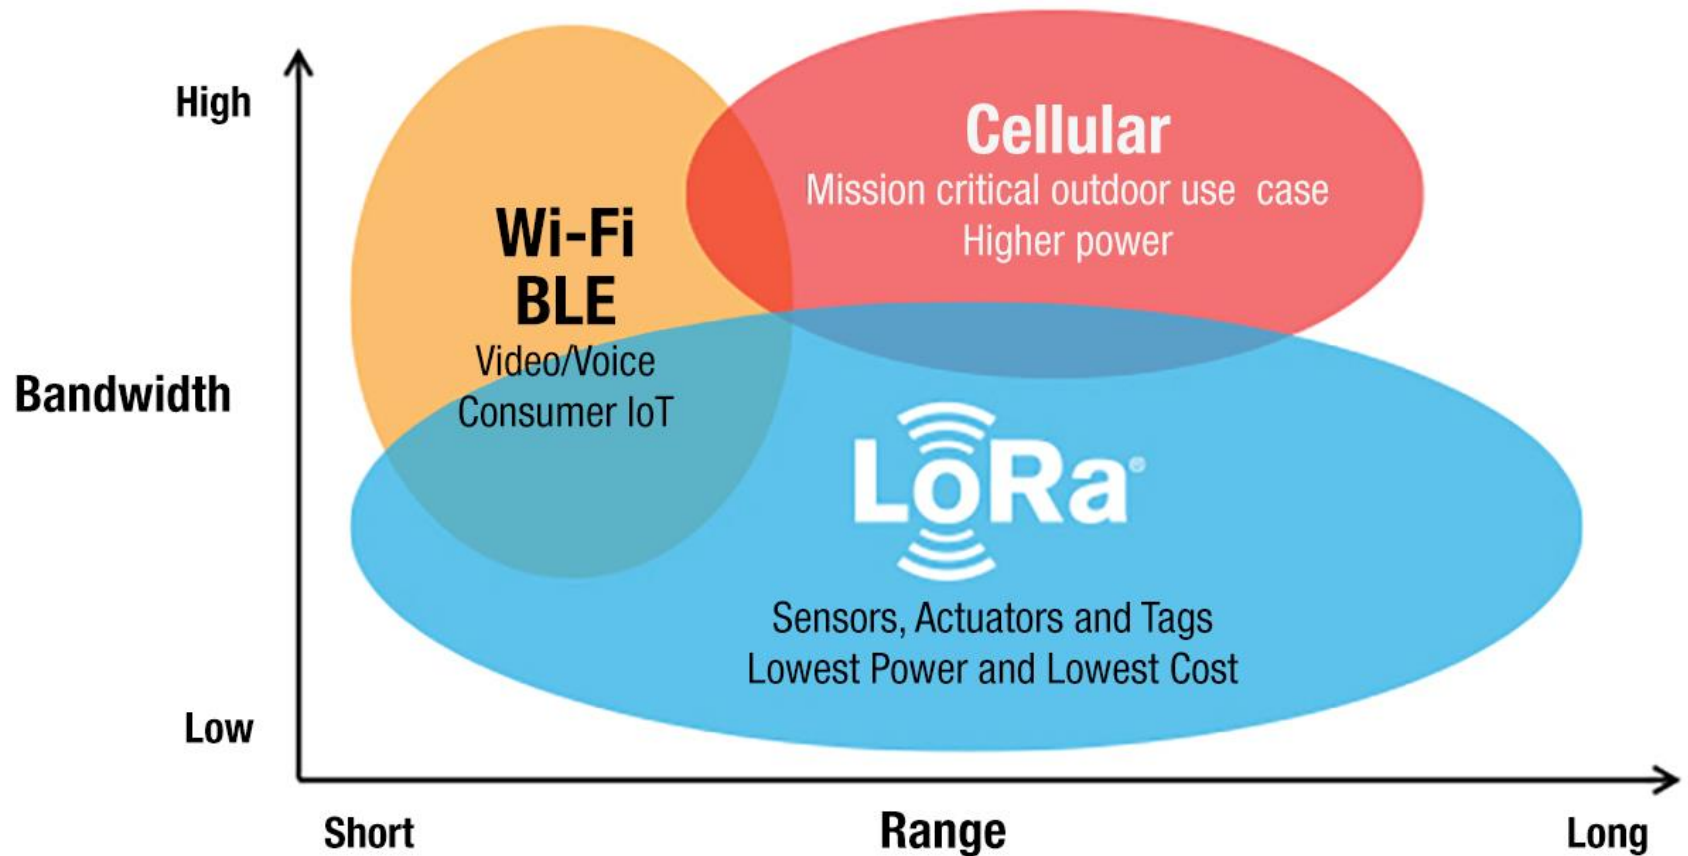 High
Cellular
Mission critical outdoor use case
Higher power
Wi-Fi
BLE
Video/Voice
Consumer IoT
Bandwidth
LoRa®
Sensors, Actuators and Tags
Lowest Power and Lowest Cost
Low
Short
Range
Long